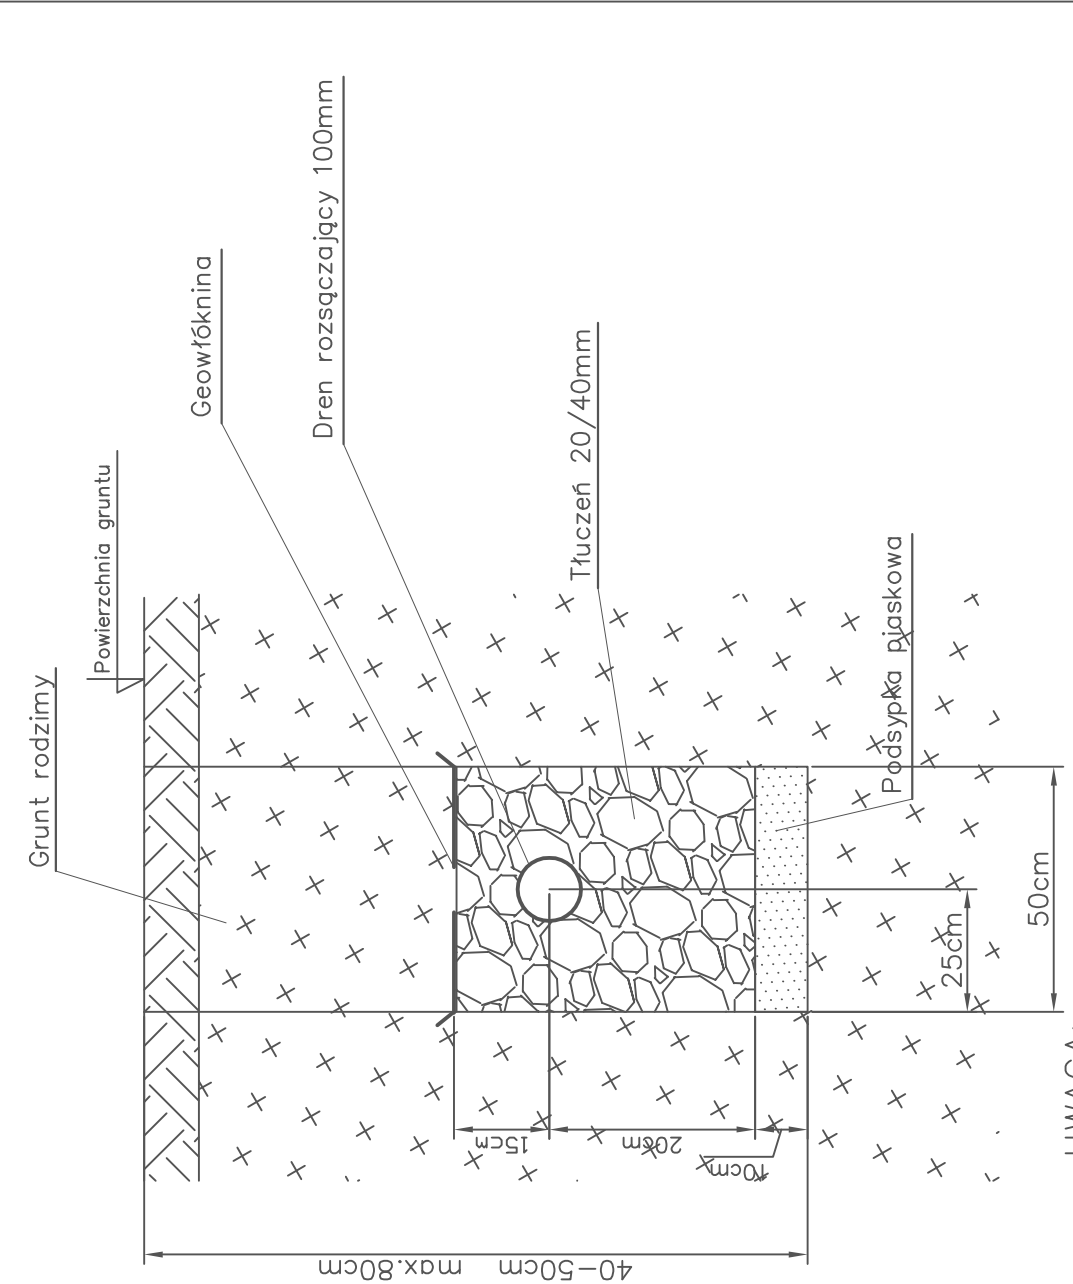 Grunt rodzimy
Powierzchnia gruntu
Geowłóknina
Dren rozsączający 100mm
Tłuczeń 20/40mm
Podsypka piaskowa
15cm
20cm
10cm
40-50cm max.80cm
25cm
50cm